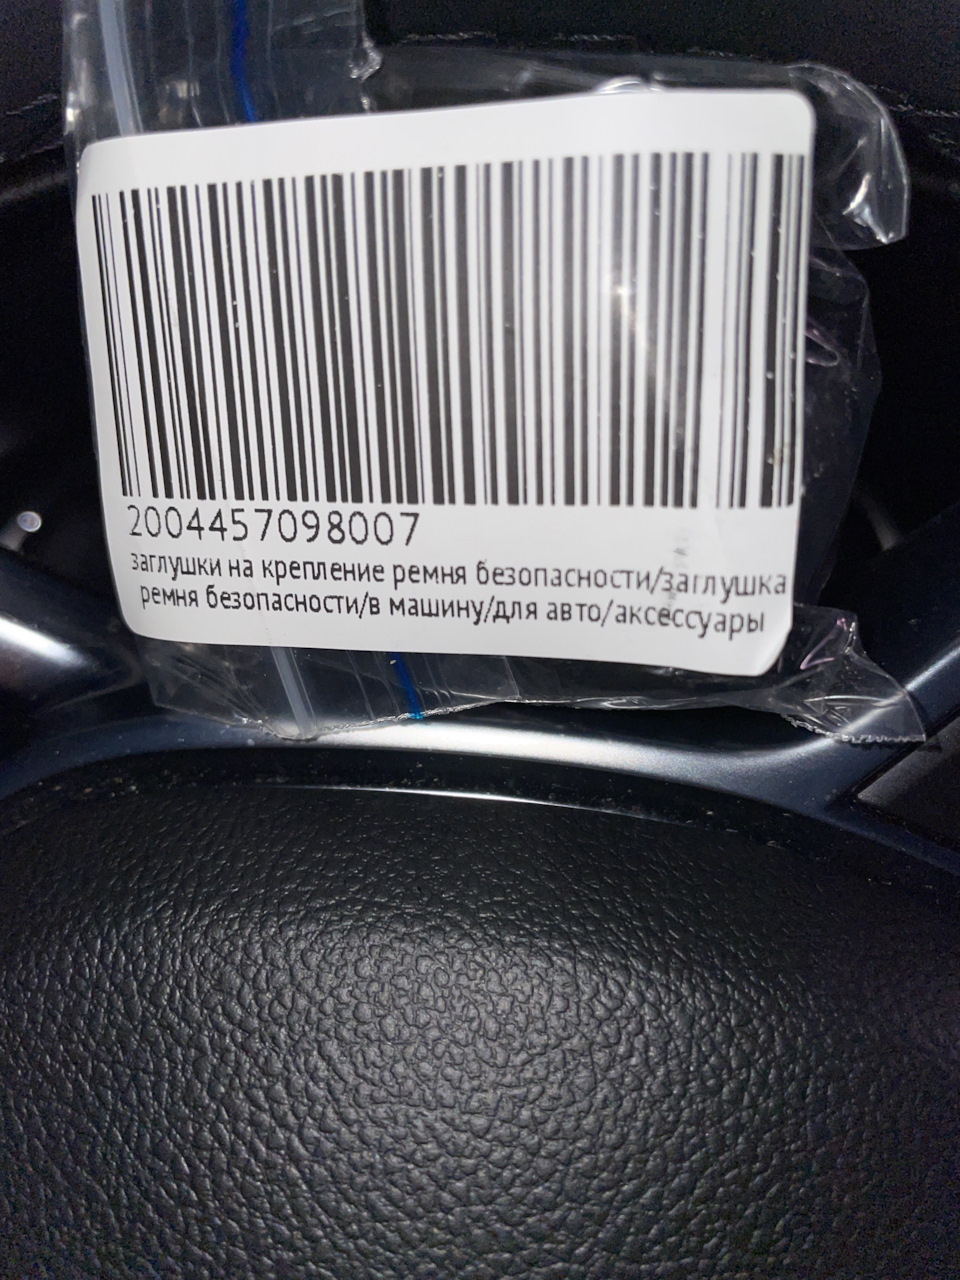 2004457098007
заглушки на крепление ремня безопасности/заглушка
ремня безопасности/в машину/для авто/аксессуары